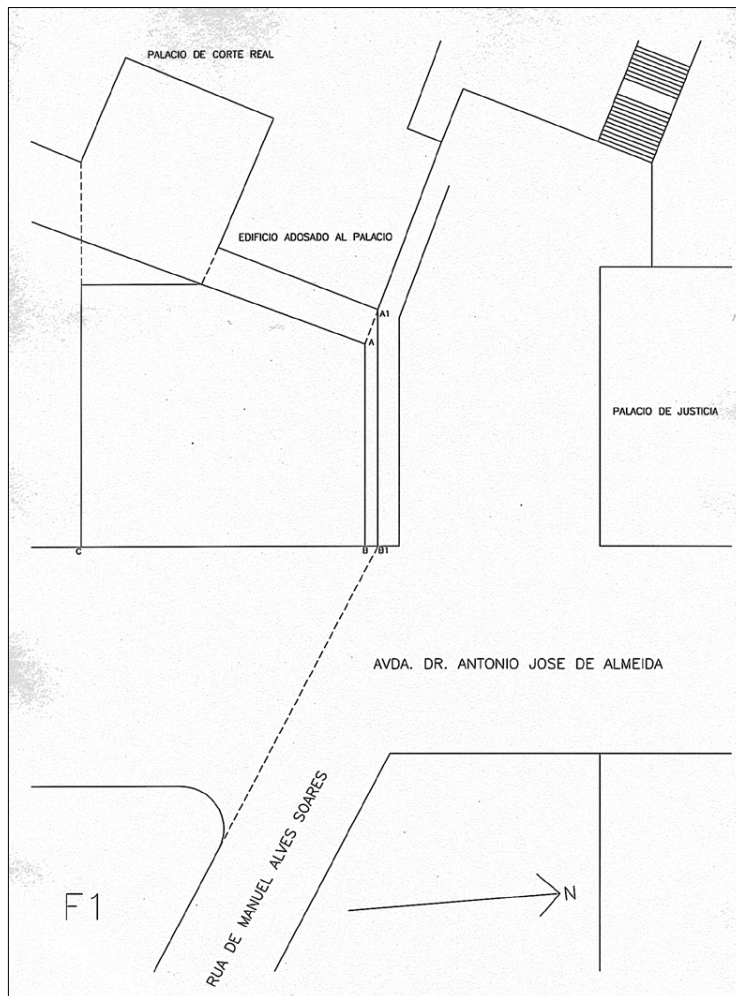 PALACIO DE CORTE REAL
EDIFICIO ADOSADO AL PALACIO
A1
A
PALACIO DE JUSTICIA
C
B
B1
AVDA. DR. ANTONIO JOSE DE ALMEIDA
RUA DE MANUEL ALVES SOARES
F1
N